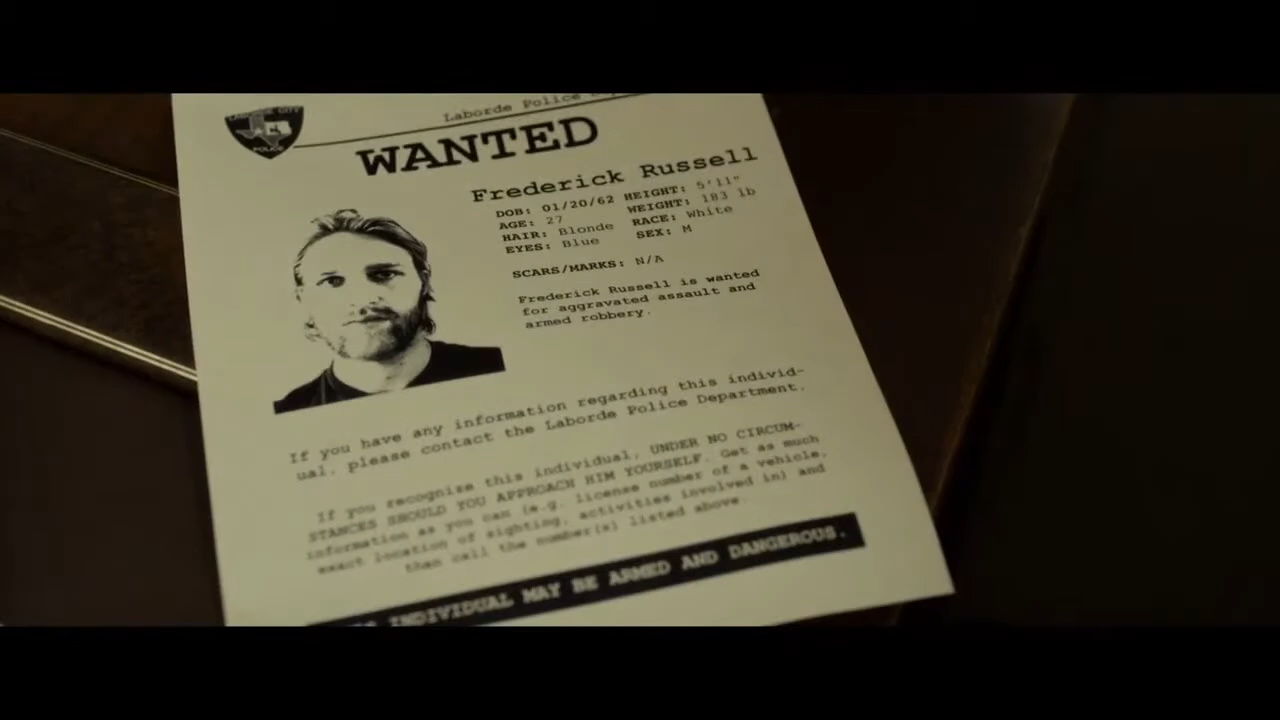 LABORDE CITY
POLICE
Laborde Police
WANTED
Frederick Russell
DOB: 01/20/62 HEIGHT: 5'11"
AGE: 27 WEIGHT: 183 lb
HAIR: Blonde RACE: White
EYES: Blue SEX: M
SCARS/MARKS: N/A
Frederick Russell is wanted
for aggravated assault and
armed robbery.
If you have any information regarding this individ-
ual, please contact the Laborde Police Department.
If you recognize this individual, UNDER NO CIRCUM-
STANCES SHOULD YOU APPROACH HIM YOURSELF. Get as much
information as you can (e.g. license number of a vehicle,
exact location of sighting, activities involved in) and
then call the number(s) listed above.
INDIVIDUAL MAY BE ARMED AND DANGEROUS.